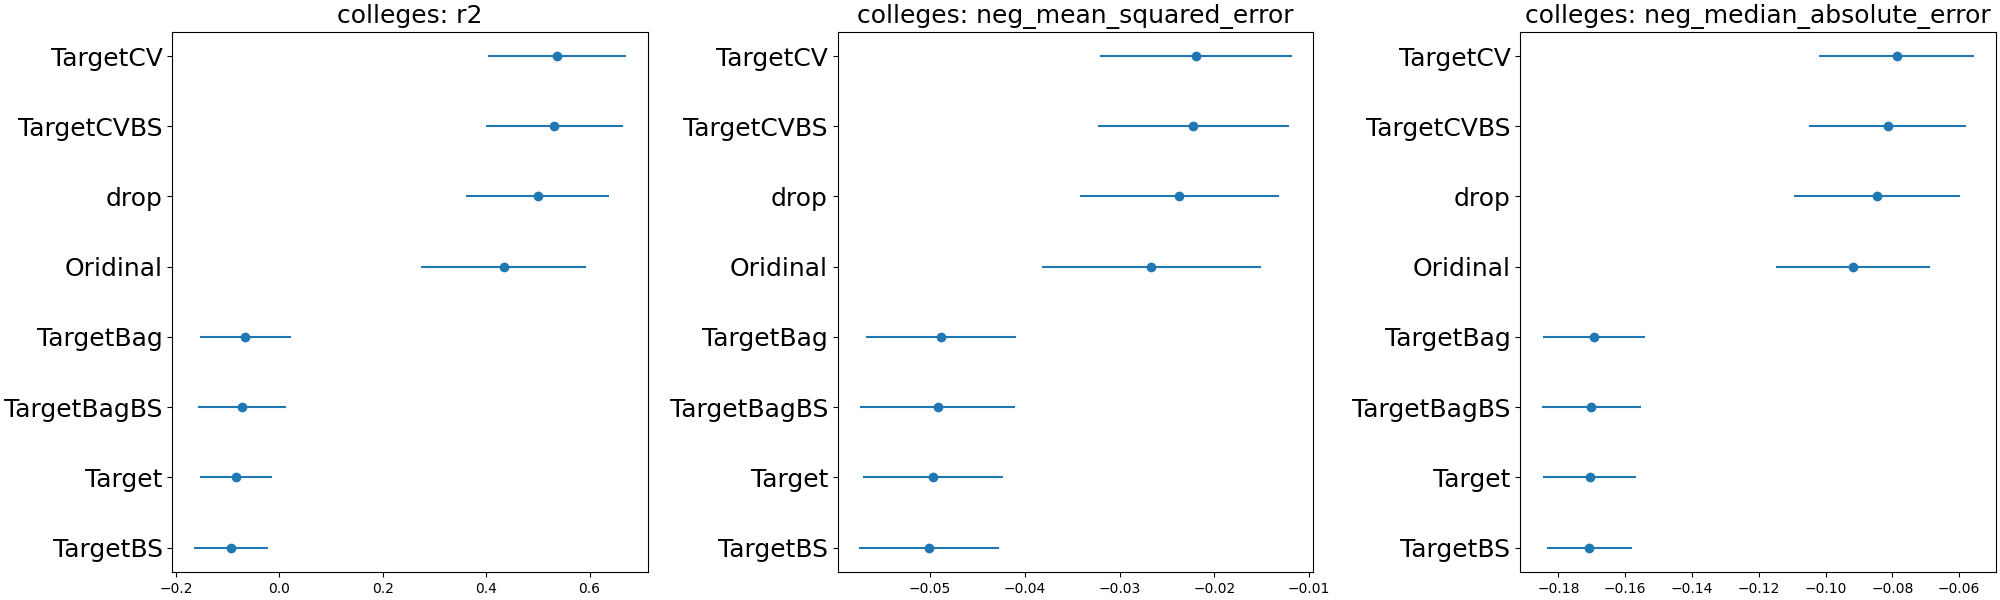 colleges: r2
TargetCV
TargetCVBS
drop
Oridinal
TargetBag
TargetBagBS
Target
TargetBS
−0.2 0.0 0.2 0.4 0.6
colleges: neg_mean_squared_error
TargetCV
TargetCVBS
drop
Oridinal
TargetBag
TargetBagBS
Target
TargetBS
−0.05 −0.04 −0.03 −0.02 −0.01
colleges: neg_median_absolute_error
TargetCV
TargetCVBS
drop
Oridinal
TargetBag
TargetBagBS
Target
TargetBS
−0.18 −0.16 −0.14 −0.12 −0.10 −0.08 −0.06